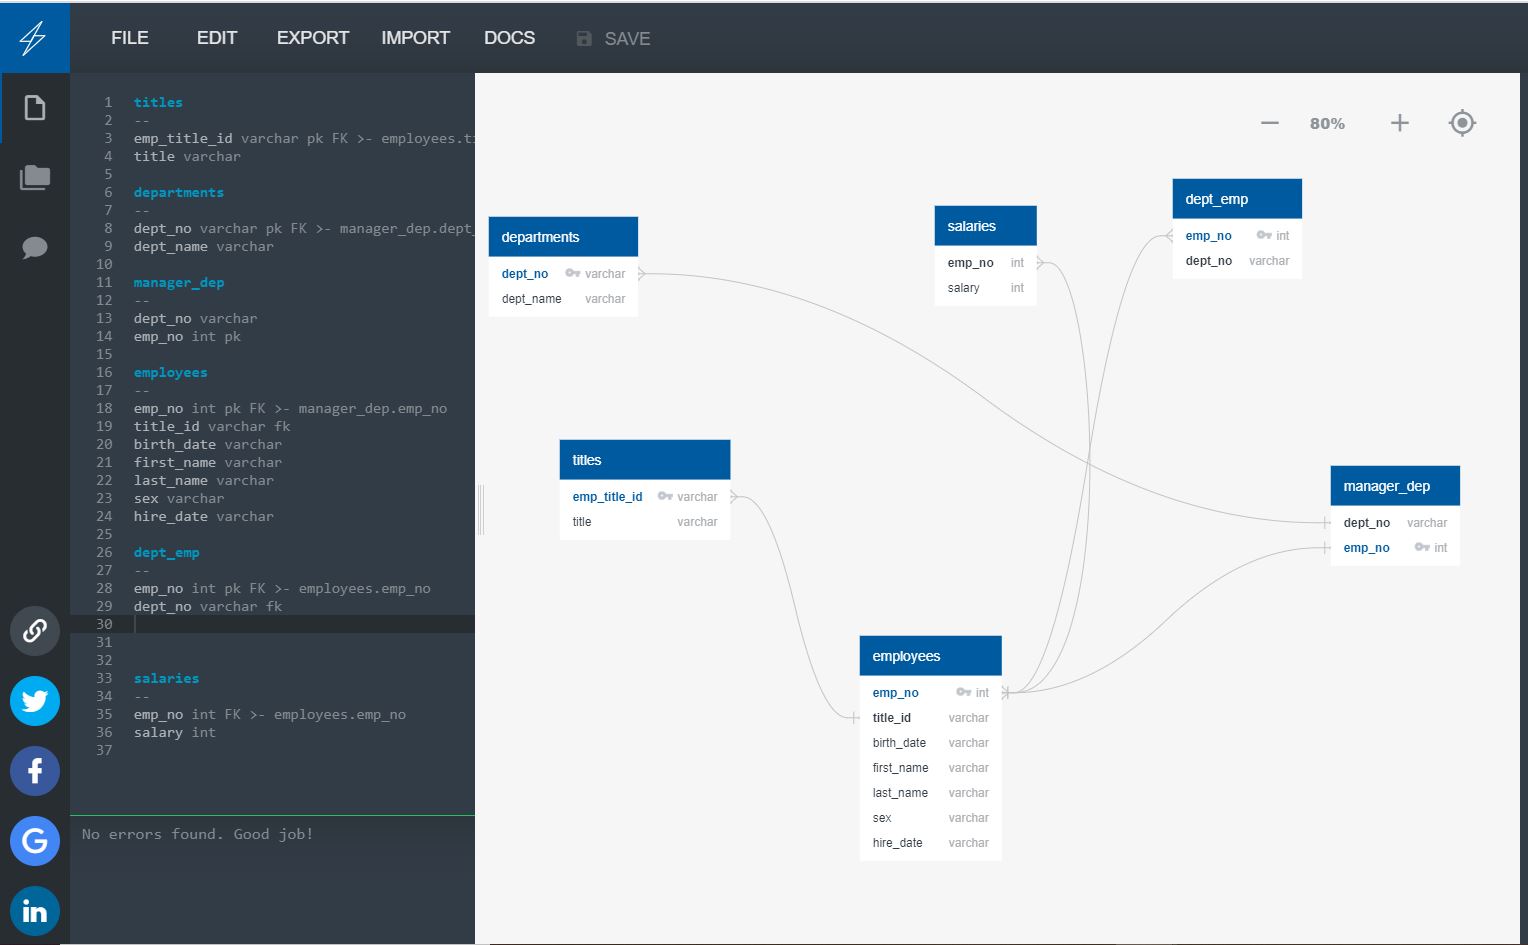 FILE EDIT EXPORT IMPORT DOCS SAVE
1 titles
2 --
3 emp_title_id varchar pk FK >- employees.ti
4 title varchar
5
6 departments
7 --
8 dept_no varchar pk FK >- manager_dep.dept_
9 dept_name varchar
10
11 manager_dep
12 --
13 dept_no varchar
14 emp_no int pk
15
16 employees
17 --
18 emp_no int pk FK >- manager_dep.emp_no
19 title_id varchar fk
20 birth_date varchar
21 first_name varchar
22 last_name varchar
23 sex varchar
24 hire_date varchar
25
26 dept_emp
27 --
28 emp_no int pk FK >- employees.emp_no
29 dept_no varchar fk
30
31
32
33 salaries
34 --
35 emp_no int FK >- employees.emp_no
36 salary int
37
No errors found. Good job!
80%
departments
dept_no varchar
dept_name varchar
salaries
emp_no int
salary int
dept_emp
emp_no int
dept_no varchar
titles
emp_title_id varchar
title varchar
manager_dep
dept_no varchar
emp_no int
employees
emp_no int
title_id varchar
birth_date varchar
first_name varchar
last_name varchar
sex varchar
hire_date varchar
f
G
in